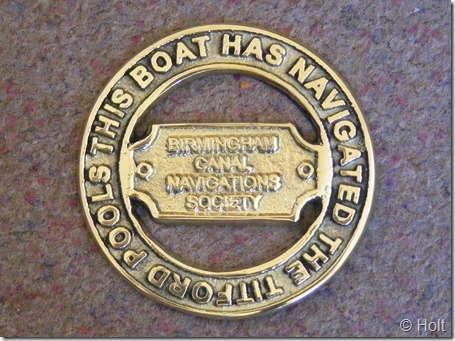 THIS BOAT HAS NAVIGATED THE TITFORD POOLS
BIRMINGHAM
CANAL
NAVIGATIONS
SOCIETY
© Holt